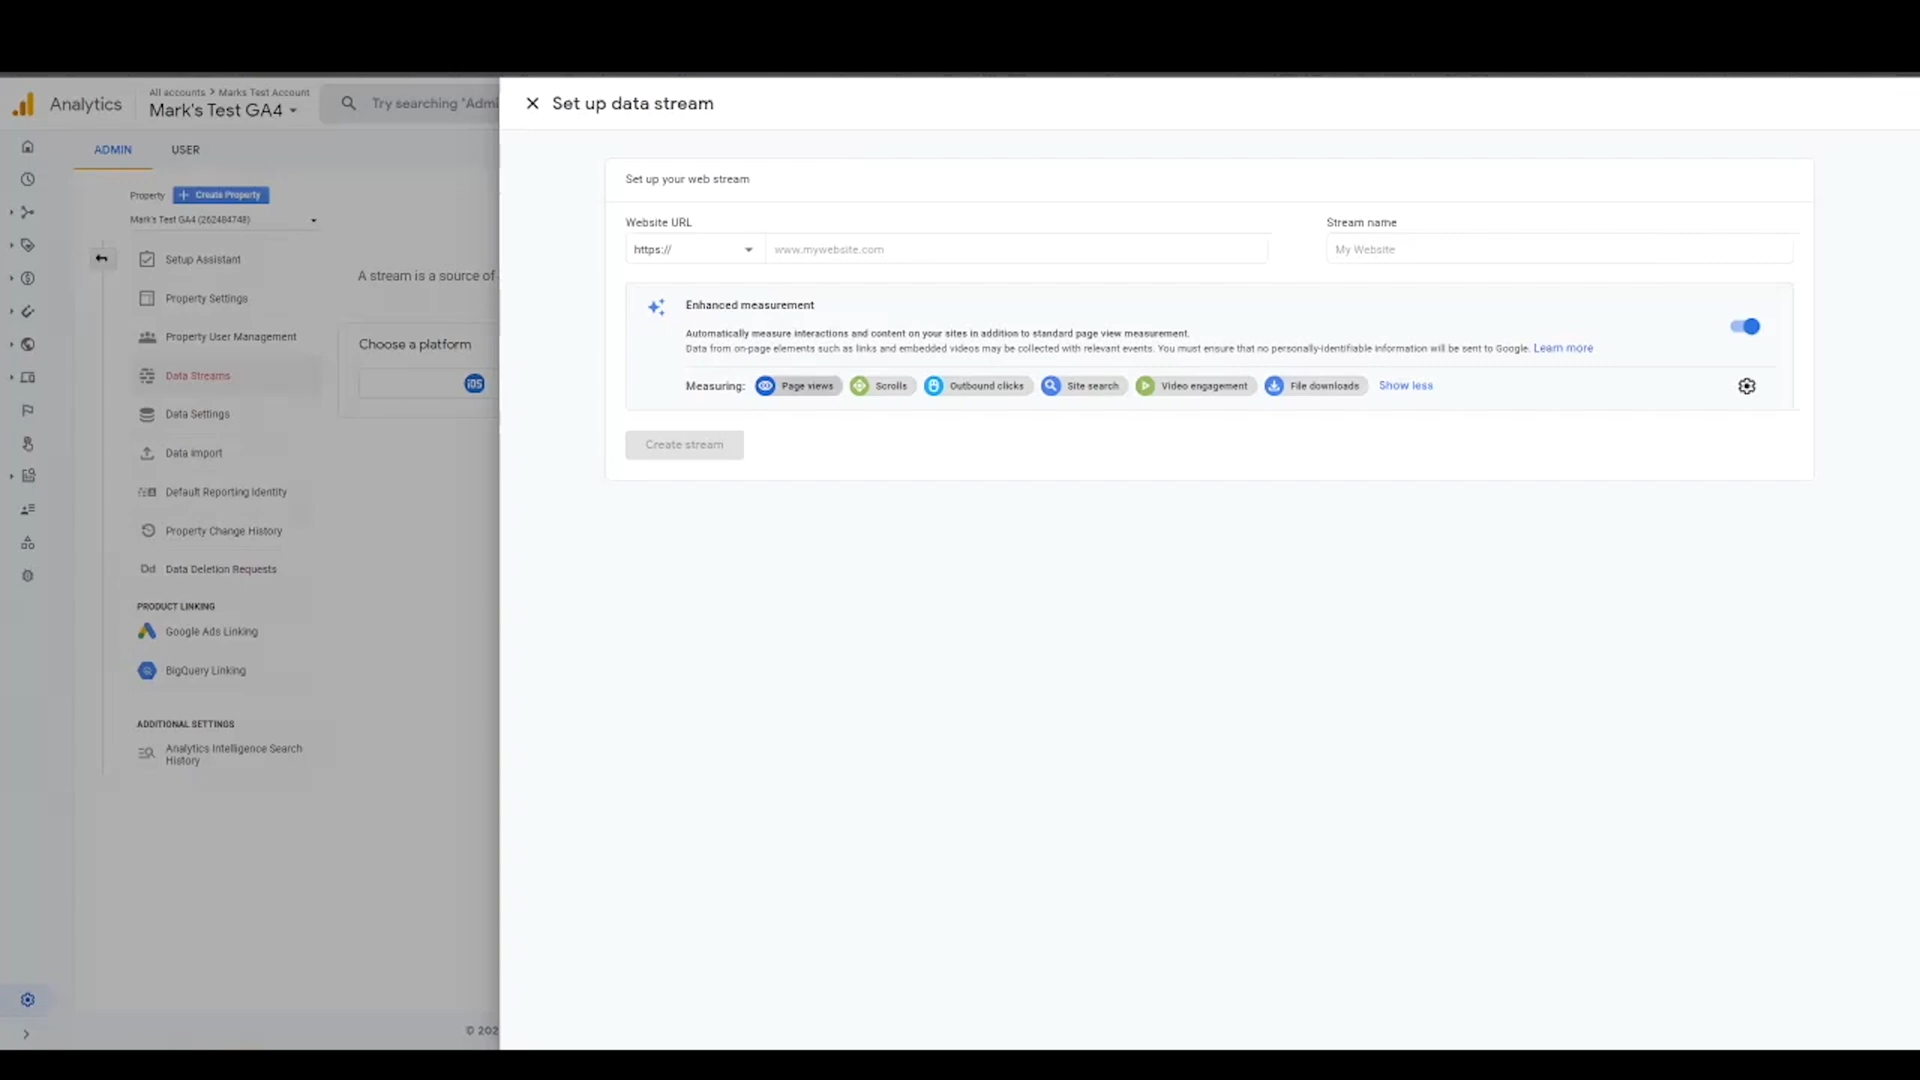 Analytics
All accounts > Marks Test Account
Mark's Test GA4
Try searching "Admi
Set up data stream
ADMIN
USER
Property
Create Property
Mark's Test GA4 (262484748)
Setup Assistant
Property Settings
Property User Management
Data Streams
Data Settings
Data Import
Default Reporting Identity
Property Change History
Dd Data Deletion Requests
PRODUCT LINKING
Google Ads Linking
BigQuery Linking
ADDITIONAL SETTINGS
Analytics Intelligence Search
History
A stream is a source of
Choose a platform
iOS
© 202
Set up your web stream
Website URL
Stream name
https://
www.mywebsite.com
My Website
Enhanced measurement
Automatically measure interactions and content on your sites in addition to standard page view measurement.
Data from on-page elements such as links and embedded videos may be collected with relevant events. You must ensure that no personally-identifiable information will be sent to Google. Learn more
Measuring: Page views Scrolls Outbound clicks Site search Video engagement File downloads Show less
Create stream